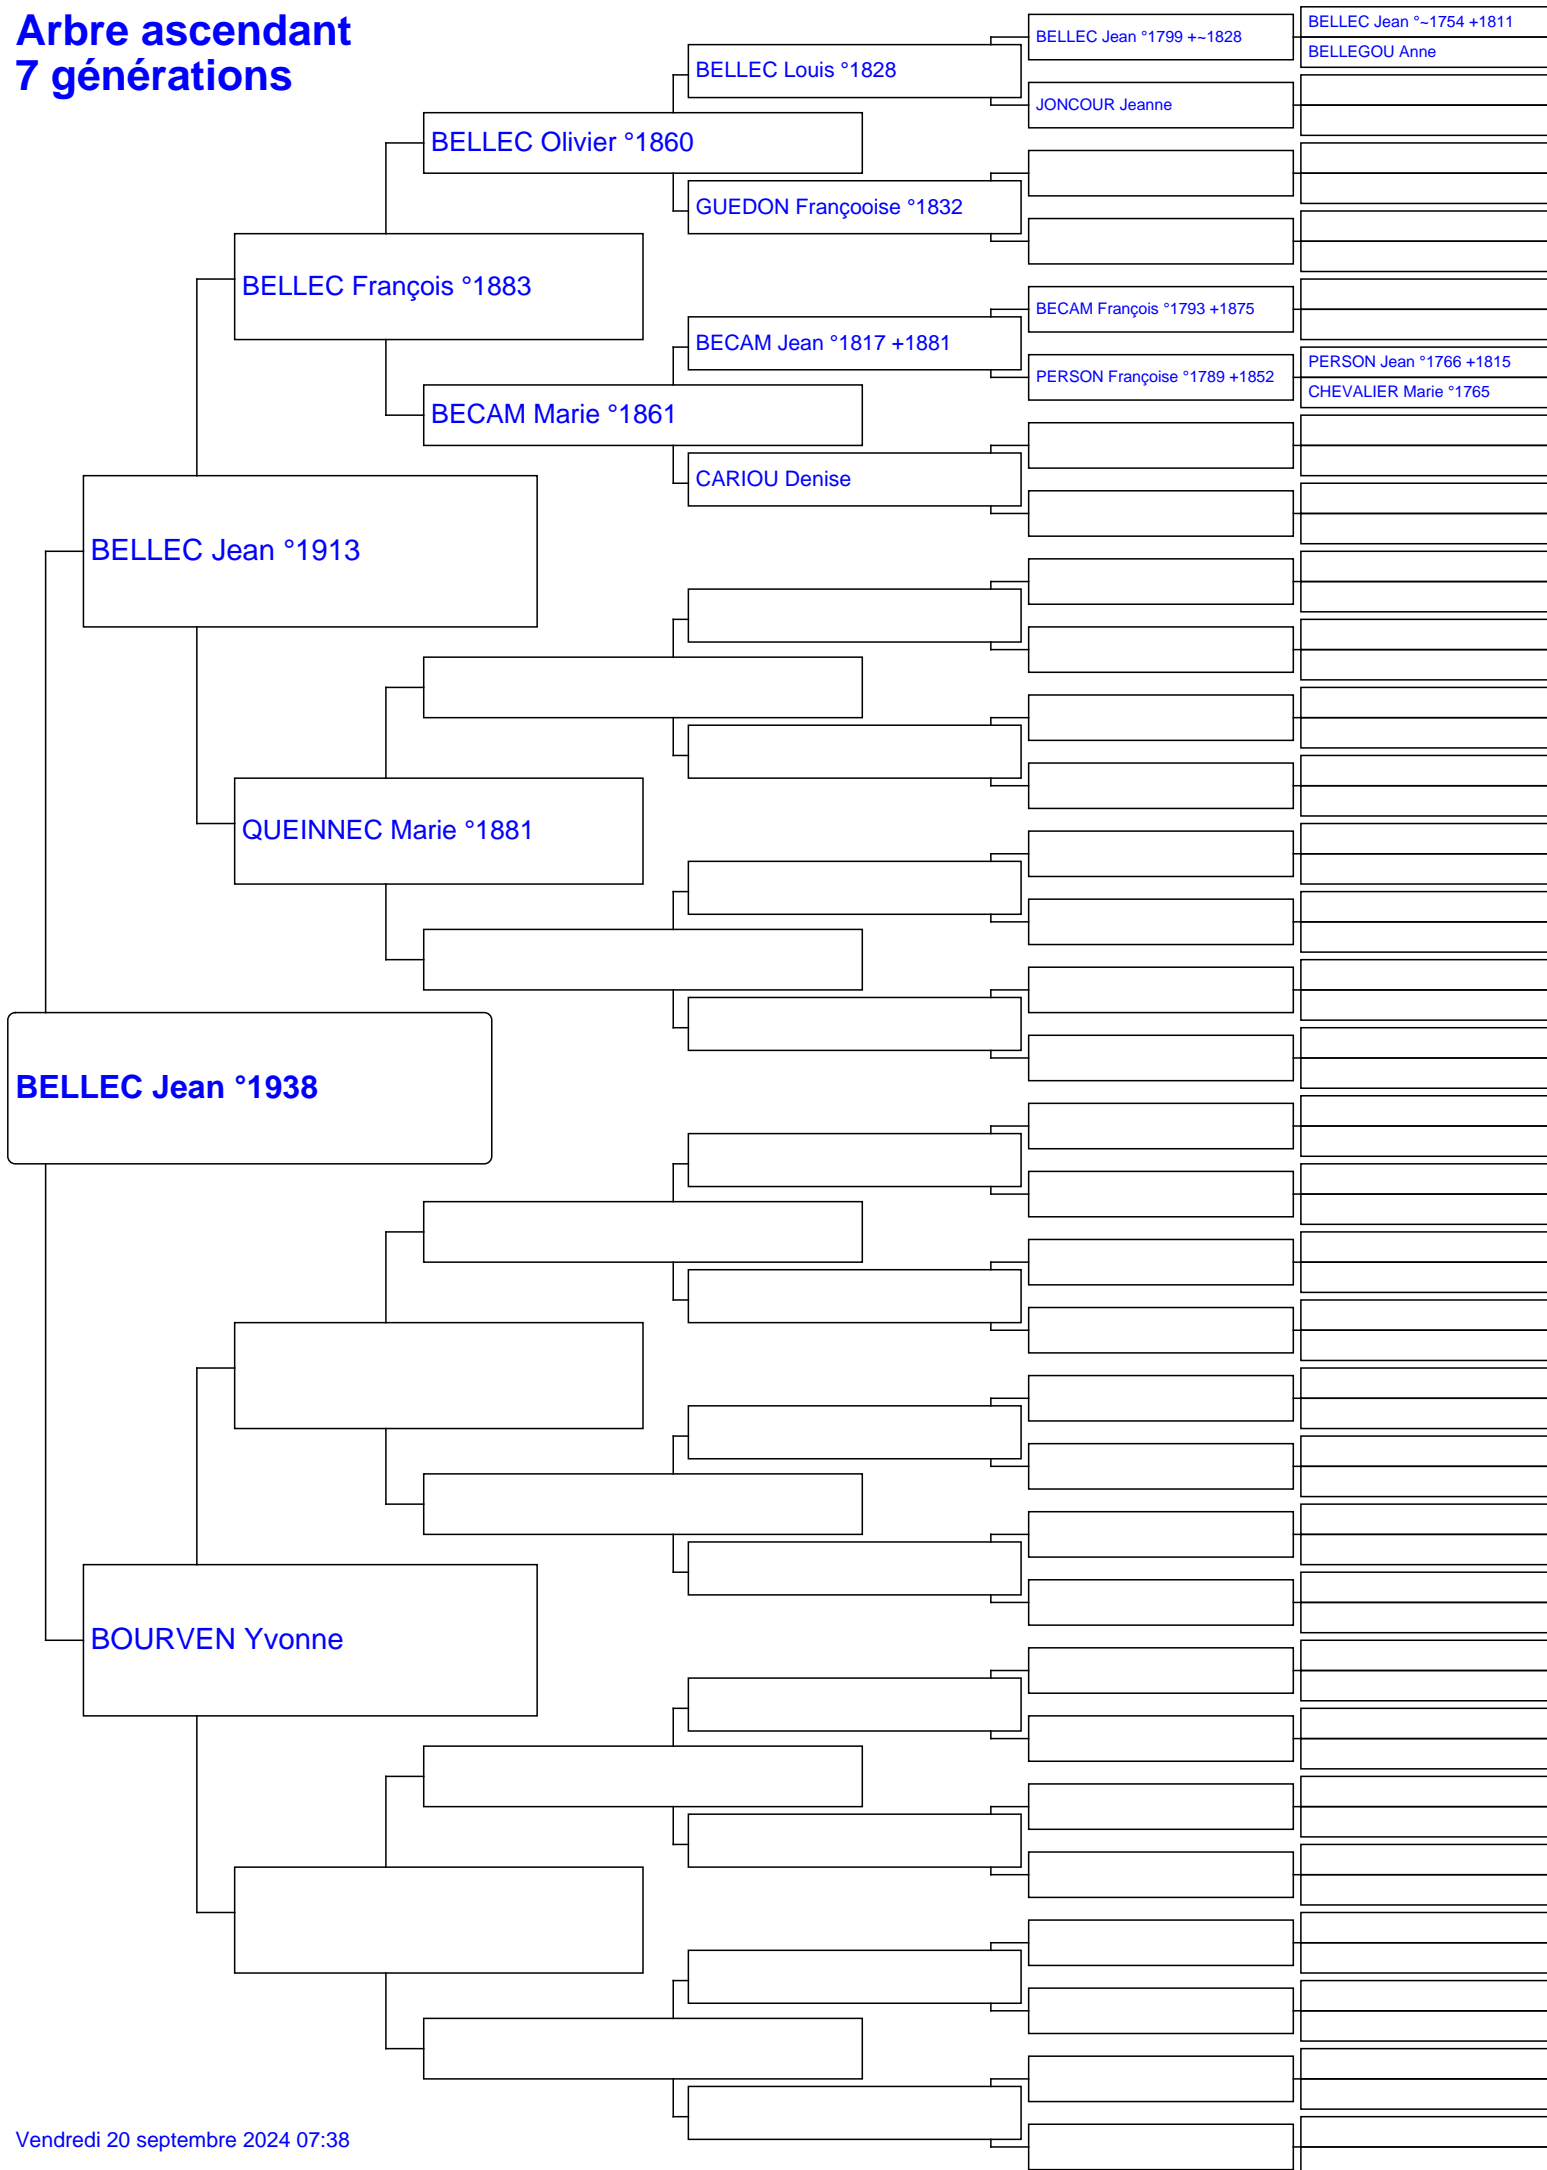 Arbre ascendant
7 générations
BELLEC Jean °~1754 +1811
BELLEC Jean °1799 +~1828
BELLEGOU Anne
BELLEC Louis °1828
JONCOUR Jeanne
BELLEC Olivier °1860
GUEDON Françooise °1832
BELLEC François °1883
BECAM François °1793 +1875
BECAM Jean °1817 +1881
PERSON Jean °1766 +1815
PERSON Françoise °1789 +1852
CHEVALIER Marie °1765
BECAM Marie °1861
CARIOU Denise
BELLEC Jean °1913
QUEINNEC Marie °1881
BELLEC Jean °1938
BOURVEN Yvonne
Vendredi 20 septembre 2024 07:38